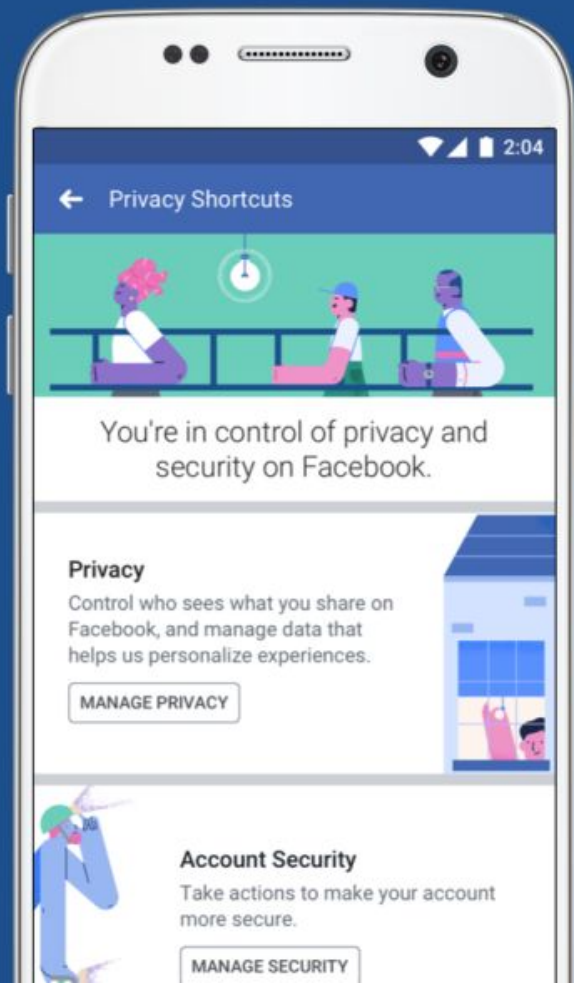 2:04
Privacy Shortcuts
You're in control of privacy and
security on Facebook.
Privacy
Control who sees what you share on
Facebook, and manage data that
helps us personalize experiences.
MANAGE PRIVACY
Account Security
Take actions to make your account
more secure.
MANAGE SECURITY